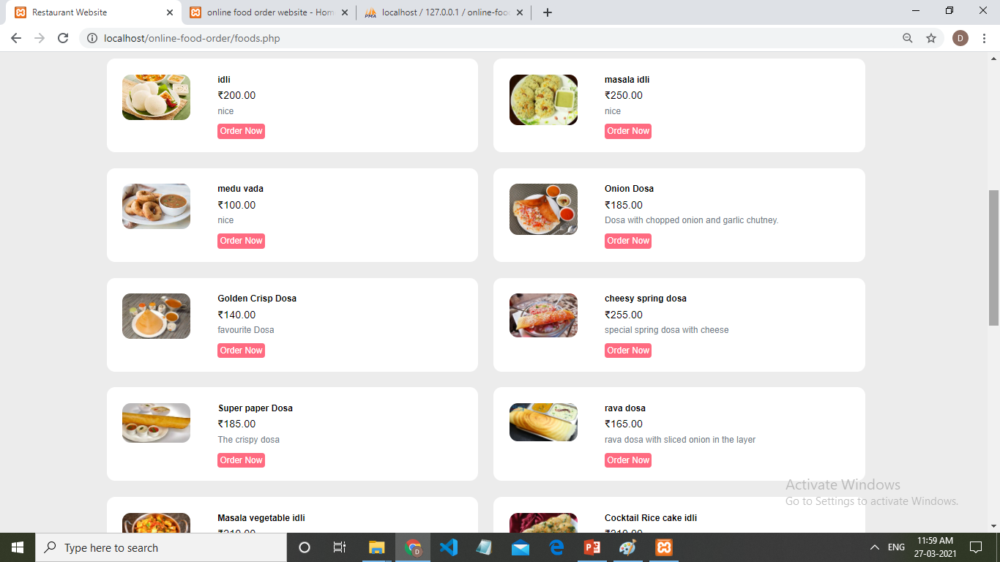 Restaurant Website
online food order website - Hom
localhost / 127.0.0.1 / online-foo
localhost/online-food-order/foods.php
D
idli
₹200.00
nice
Order Now
masala idli
₹250.00
nice
Order Now
medu vada
₹100.00
nice
Order Now
Onion Dosa
₹185.00
Dosa with chopped onion and garlic chutney.
Order Now
Golden Crisp Dosa
₹140.00
favourite Dosa
Order Now
cheesy spring dosa
₹255.00
special spring dosa with cheese
Order Now
Super paper Dosa
₹185.00
The crispy dosa
Order Now
rava dosa
₹165.00
rava dosa with sliced onion in the layer
Order Now
Masala vegetable idli
₹210.00
Cocktail Rice cake idli
₹210.00
Activate Windows
Go to Settings to activate Windows.
Type here to search
ENG
11:59 AM
27-03-2021